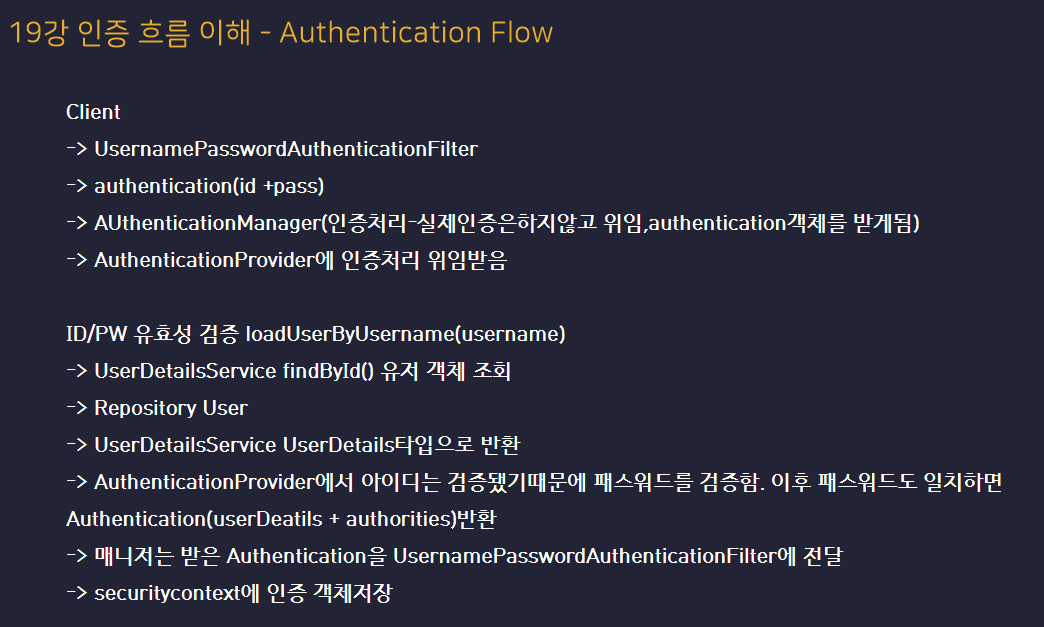 19강 인증 흐름 이해 - Authentication Flow
Client
-> UsernamePasswordAuthenticationFilter
-> authentication(id +pass)
-> AUthenticationManager(인증처리-실제인증은하지않고 위임,authentication객체를 받게됨)
-> AuthenticationProvider에 인증처리 위임받음
ID/PW 유효성 검증 loadUserByUsername(username)
-> UserDetailsService findById() 유저 객체 조회
-> Repository User
-> UserDetailsService UserDetails타입으로 반환
-> AuthenticationProvider에서 아이디는 검증됐기때문에 패스워드를 검증함. 이후 패스워드도 일치하면
Authentication(userDeatils + authorities)반환
-> 매니저는 받은 Authentication을 UsernamePasswordAuthenticationFilter에 전달
-> securitycontext에 인증 객체저장